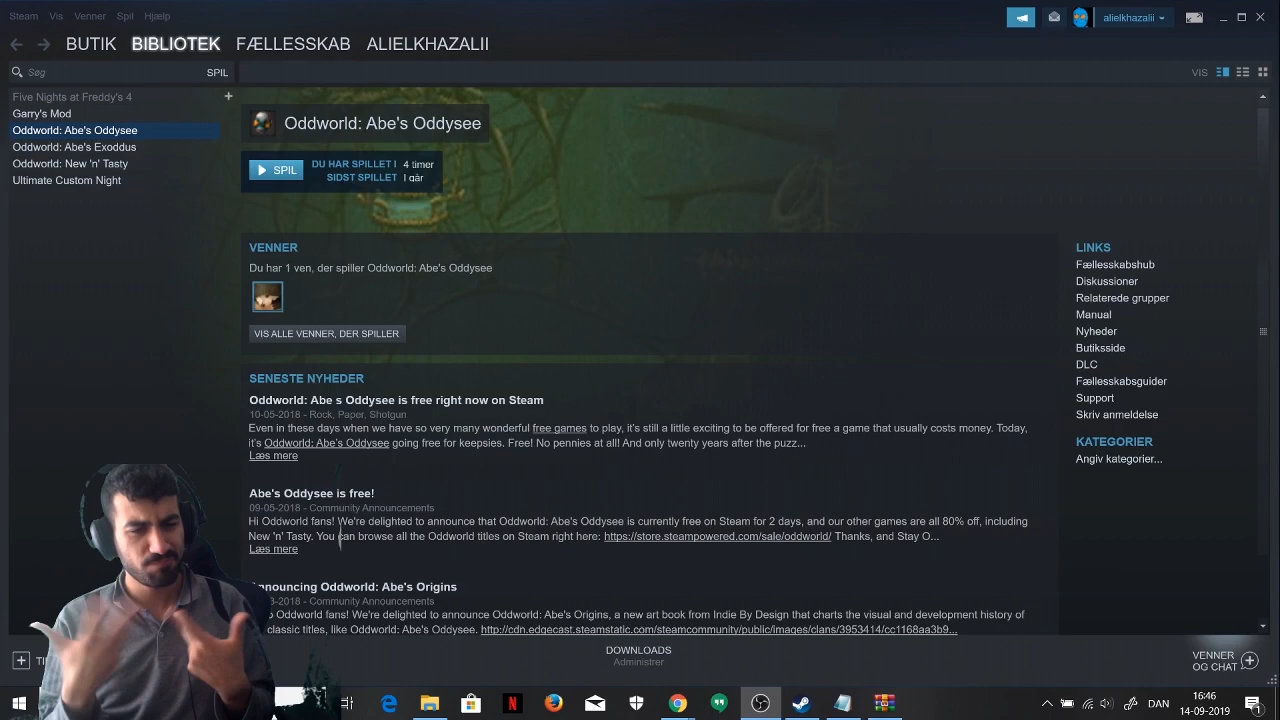 Steam Vis Venner Spil Hjælp
alielkhazalii
BUTIK BIBLIOTEK FÆLLESSKAB ALIELKHAZALII
Søg SPIL
VIS
Five Nights at Freddy's 4
Garry's Mod
Oddworld: Abe's Oddysee
Oddworld: Abe's Exoddus
Oddworld: New 'n' Tasty
Ultimate Custom Night
Oddworld: Abe's Oddysee
SPIL
DU HAR SPILLET I 4 timer
SIDST SPILLET I går
VENNER
Du har 1 ven, der spiller Oddworld: Abe's Oddysee
VIS ALLE VENNER, DER SPILLER
SENESTE NYHEDER
Oddworld: Abe s Oddysee is free right now on Steam
10-05-2018 - Rock, Paper, Shotgun
Even in these days when we have so very many wonderful free games to play, it's still a little exciting to be offered for free a game that usually costs money. Today,
it's Oddworld: Abe's Oddysee going free for keepsies. Free! No pennies at all! And only twenty years after the puzz...
Læs mere
Abe's Oddysee is free!
09-05-2018 - Community Announcements
Hi Oddworld fans! We're delighted to announce that Oddworld: Abe's Oddysee is currently free on Steam for 2 days, and our other games are all 80% off, including
New 'n' Tasty. You can browse all the Oddworld titles on Steam right here: https://store.steampowered.com/sale/oddworld/ Thanks, and Stay O...
Læs mere
nnouncing Oddworld: Abe's Origins
-2018 - Community Announcements
o Oddworld fans! We're delighted to announce Oddworld: Abe's Origins, a new art book from Indie By Design that charts the visual and development history of
classic titles, like Oddworld: Abe's Oddysee. http://cdn.edgecast.steamstatic.com/steamcommunity/public/images/clans/3953414/cc1168aa3b9...
LINKS
Fællesskabshub
Diskussioner
Relaterede grupper
Manual
Nyheder
Butiksside
DLC
Fællesskabsguider
Support
Skriv anmeldelse
KATEGORIER
Angiv kategorier...
DOWNLOADS
Administrer
VENNER
OG CHAT
DAN
16:46
14-09-2019